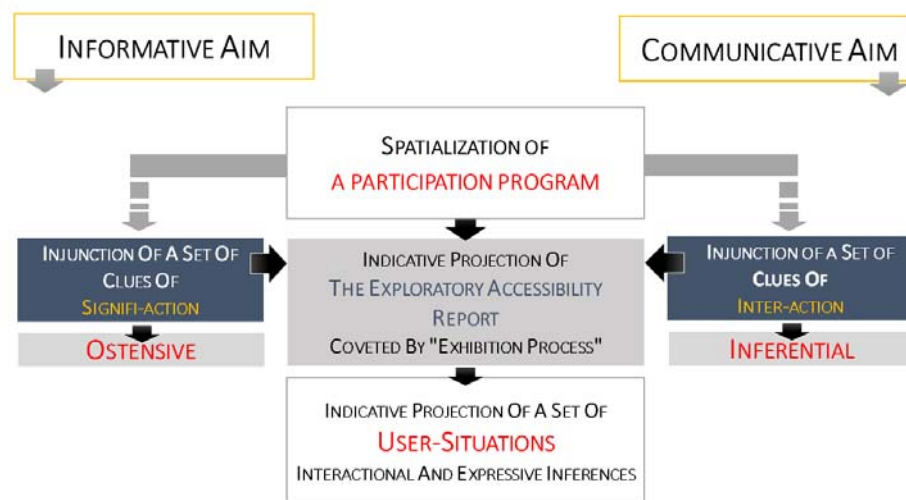 INFORMATIVE AIM
COMMUNICATIVE AIM
SPATIALIZATION OF
A PARTICIPATION PROGRAM
INJUNCTION OF A SET OF
CLUES OF
SIGNIFI-ACTION
OSTENSIVE
INDICATIVE PROJECTION OF
THE EXPLORATORY ACCESSIBILITY
REPORT
COVETED BY "EXHIBITION PROCESS"
INJUNCTION OF A SET OF
CLUES OF
INTER-ACTION
INFERENTIAL
INDICATIVE PROJECTION OF A SET OF
USER-SITUATIONS
INTERACTIONAL AND EXPRESSIVE INFERENCES